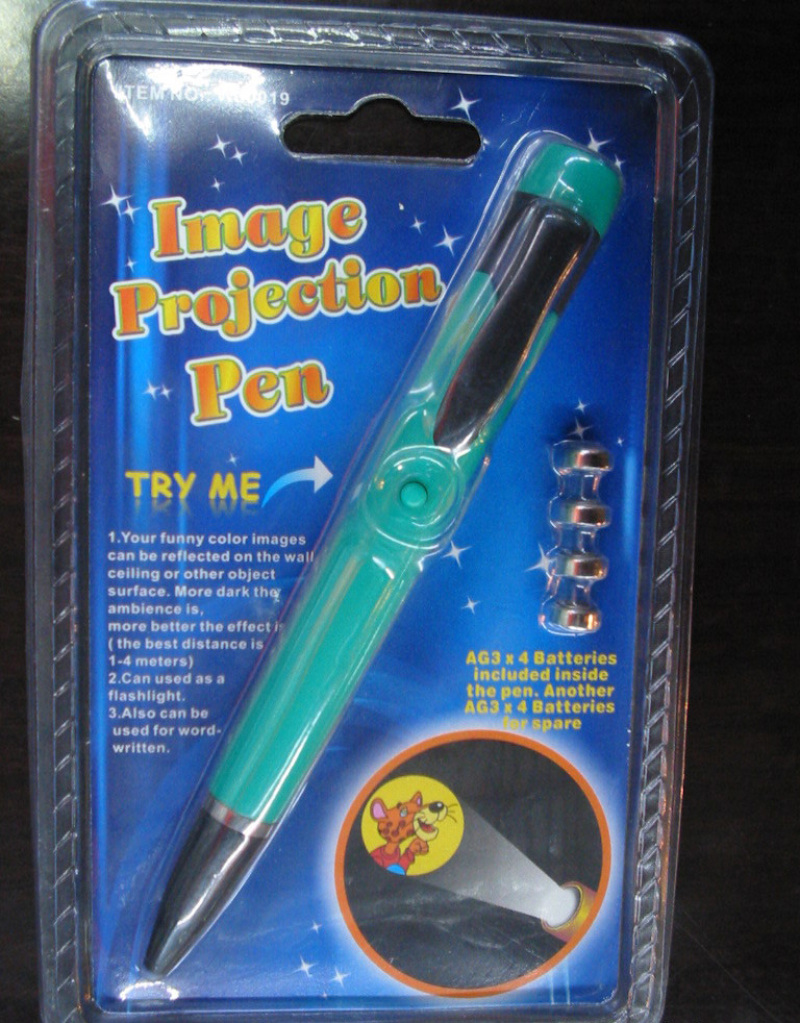 ITEM NO:
Image
Projection
Pen
TRY ME
1.Your funny color images
can be reflected on the wall
ceiling or other object
surface. More dark the
ambience is,
more better the effect is
( the best distance is
1-4 meters)
2.Can used as a
flashlight.
3.Also can be
used for word-
written.
AG3 x 4 Batteries
included inside
the pen. Another
AG3 x 4 Batteries
for spare